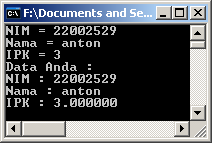 F:\Documents and Se...
NIM = 22002529
Nama = anton
IPK = 3
Data Anda :
NIM : 22002529
Nama : anton
IPK : 3.000000